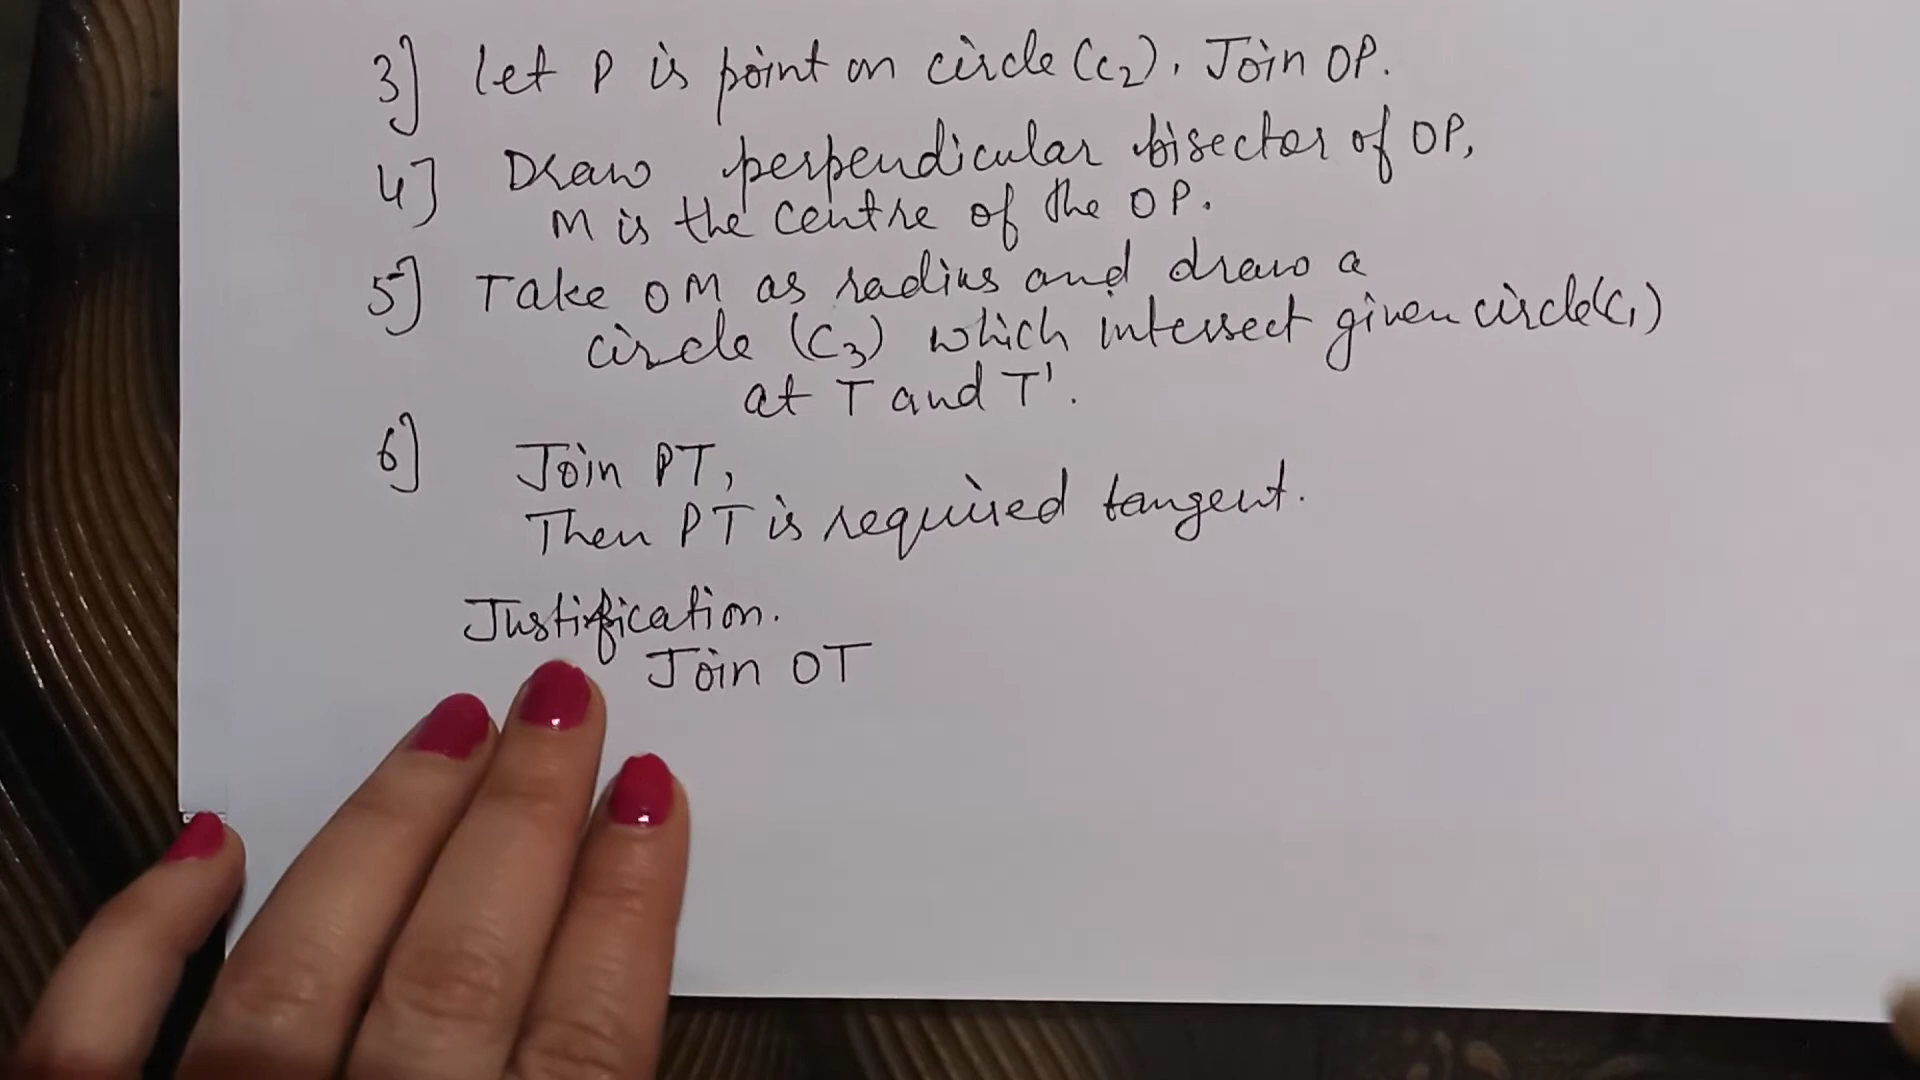 3] Let P is point on circle (C₂). Join OP.
4] Draw perpendicular bisector of OP,
M is the centre of the OP.
5] Take OM as radius and draw a
circle (C₃) which intersect given circle (C₁)
at T and T'.
6] Join PT,
Then PT is required tangent.
Justification.
Join OT